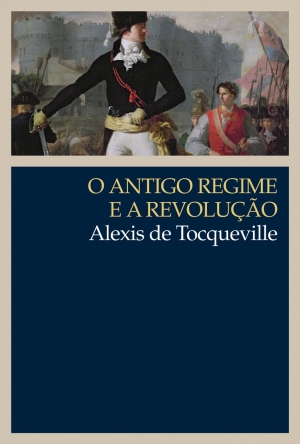 O ANTIGO REGIME
E A REVOLUÇÃO
Alexis de Tocqueville